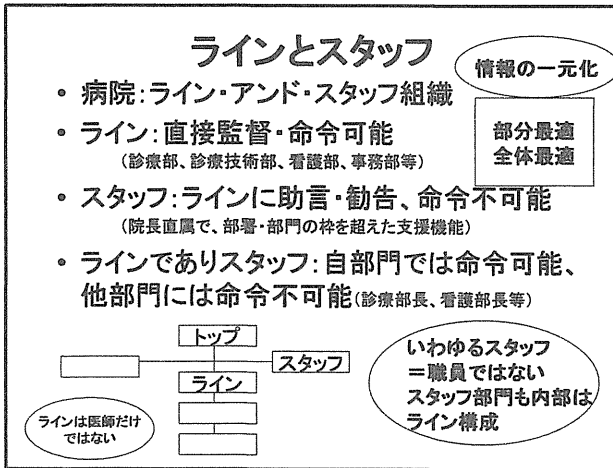 ラインとスタッフ
情報の一元化
・ 病院:ライン・アンド・スタッフ組織
・ ライン:直接監督・命令可能
(診療部、診療技術部、看護部、事務部等)
部分最適
全体最適
・ スタッフ:ラインに助言・勧告、命令不可能
(院長直属で、部署・部門の枠を超えた支援機能)
・ ラインでありスタッフ:自部門では命令可能、
他部門には命令不可能(診療部長、看護部長等)
トップ
スタッフ
ライン
ラインは医師だけ
ではない
いわゆるスタッフ
=職員ではない
スタッフ部門も内部は
ライン構成